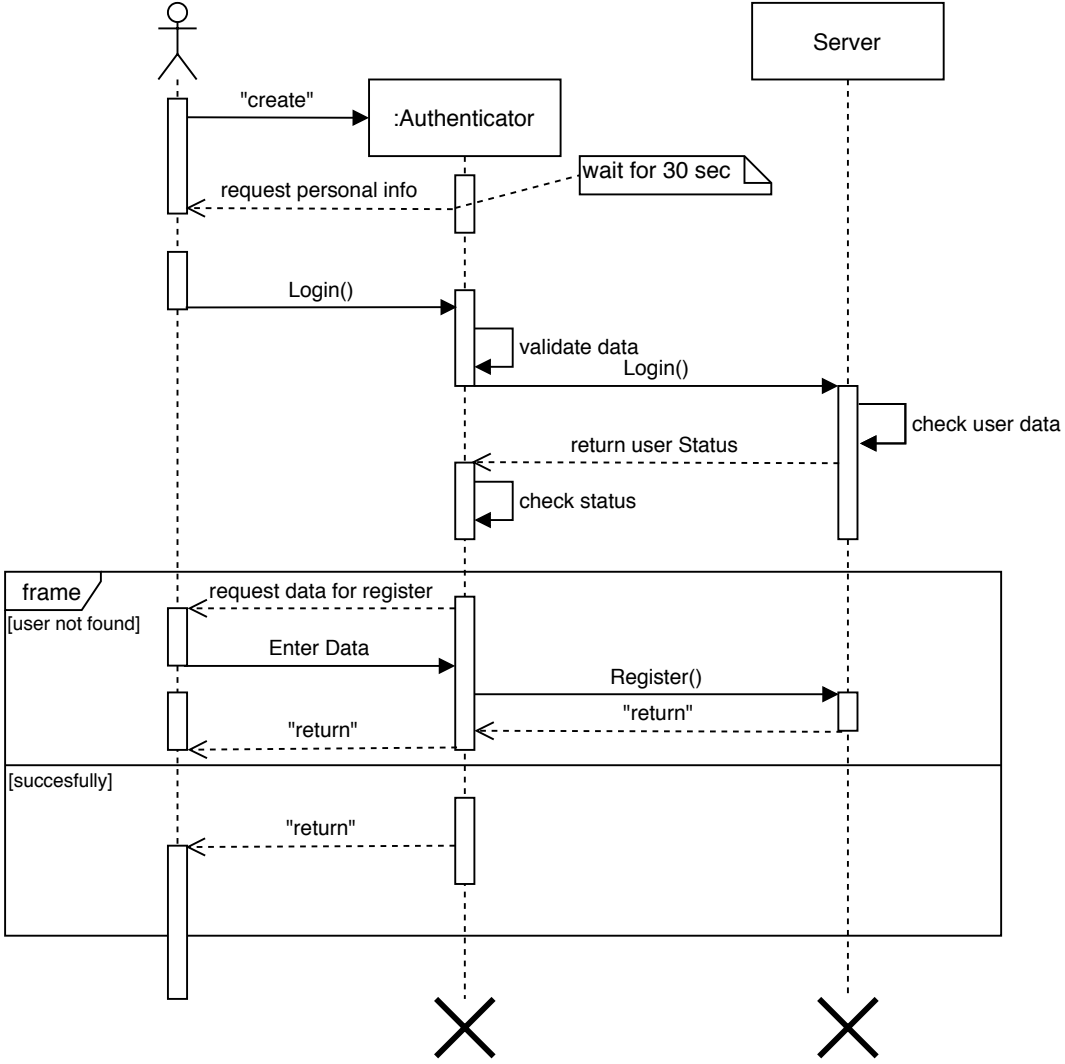 Server
"create"
:Authenticator
wait for 30 sec
request personal info
Login()
validate data
Login()
check user data
return user Status
check status
frame
request data for register
[user not found]
Enter Data
Register()
"return"
"return"
[succesfully]
"return"